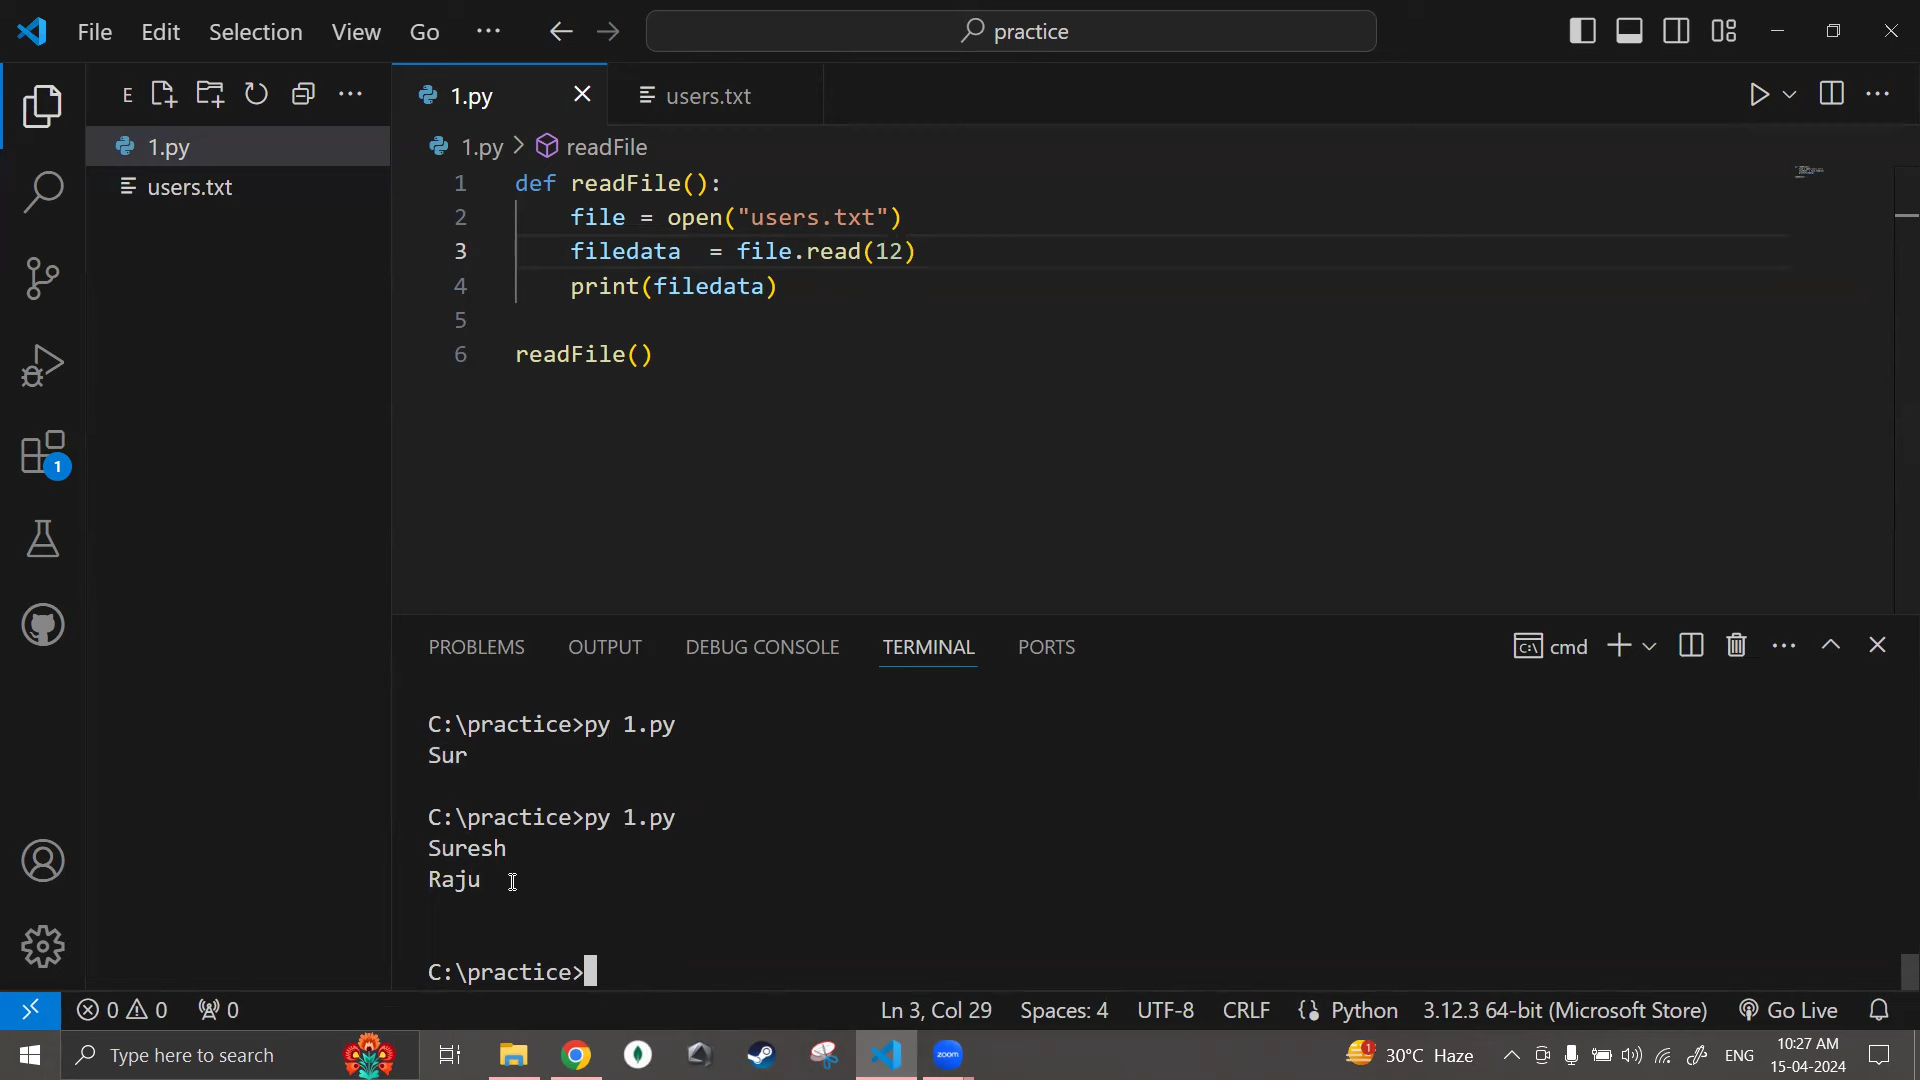 File Edit Selection View Go ··· practice
E ···
1.py
users.txt
1
1.py users.txt ···
1.py > readFile
1 def readFile():
2     file = open("users.txt")
3     filedata  = file.read(12)
4     print(filedata)
5
6 readFile()
PROBLEMS OUTPUT DEBUG CONSOLE TERMINAL PORTS cmd ···
C:\practice>py 1.py
Sur
C:\practice>py 1.py
Suresh
Raju
C:\practice>
0 0 0 Ln 3, Col 29 Spaces: 4 UTF-8 CRLF {} Python 3.12.3 64-bit (Microsoft Store) Go Live
Type here to search zoom 1 30°C Haze ENG 10:27 AM
15-04-2024